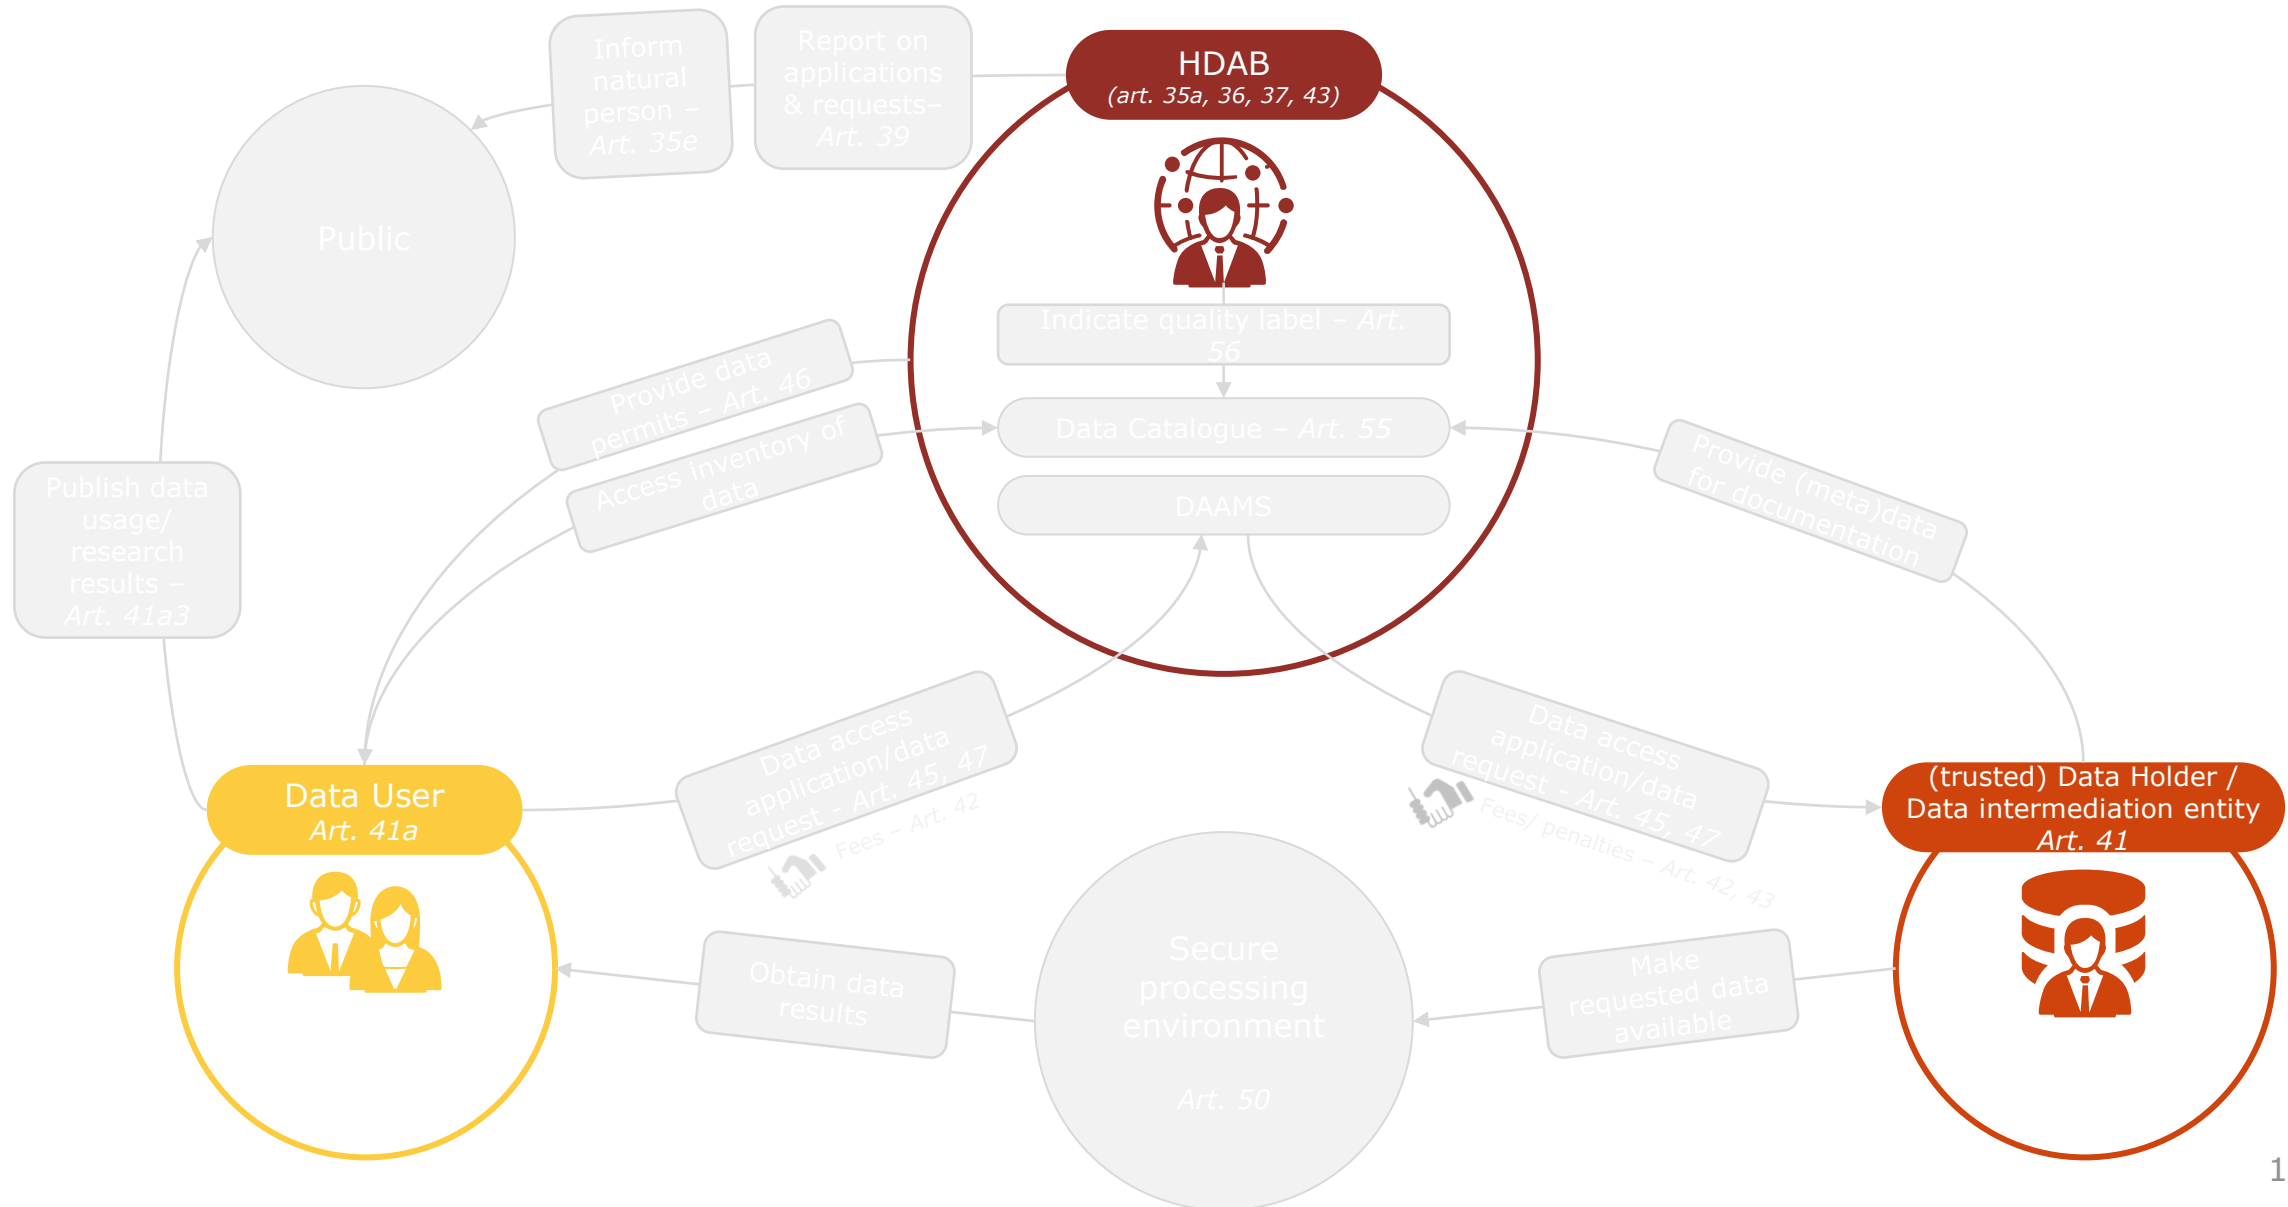 Inform
natural
person –
Art. 35e
Report on
applications
& requests–
Art. 39
HDAB
(art. 35a, 36, 37, 43)
Public
Indicate quality label – Art.
56
Data Catalogue – Art. 55
DAAMS
Provide data
permits – Art. 46
Access inventory of
data
Provide (meta)data
for documentation
Publish data
usage/
research
results –
Art. 41a3
Data access
application/data
request - Art. 45, 47
Fees – Art. 42
Data access
application/data
request - Art. 45, 47
Fees/ penalties – Art. 42, 43
Data User
Art. 41a
(trusted) Data Holder /
Data intermediation entity
Art. 41
Obtain data
results
Secure
processing
environment
Art. 50
Make
requested data
available
1